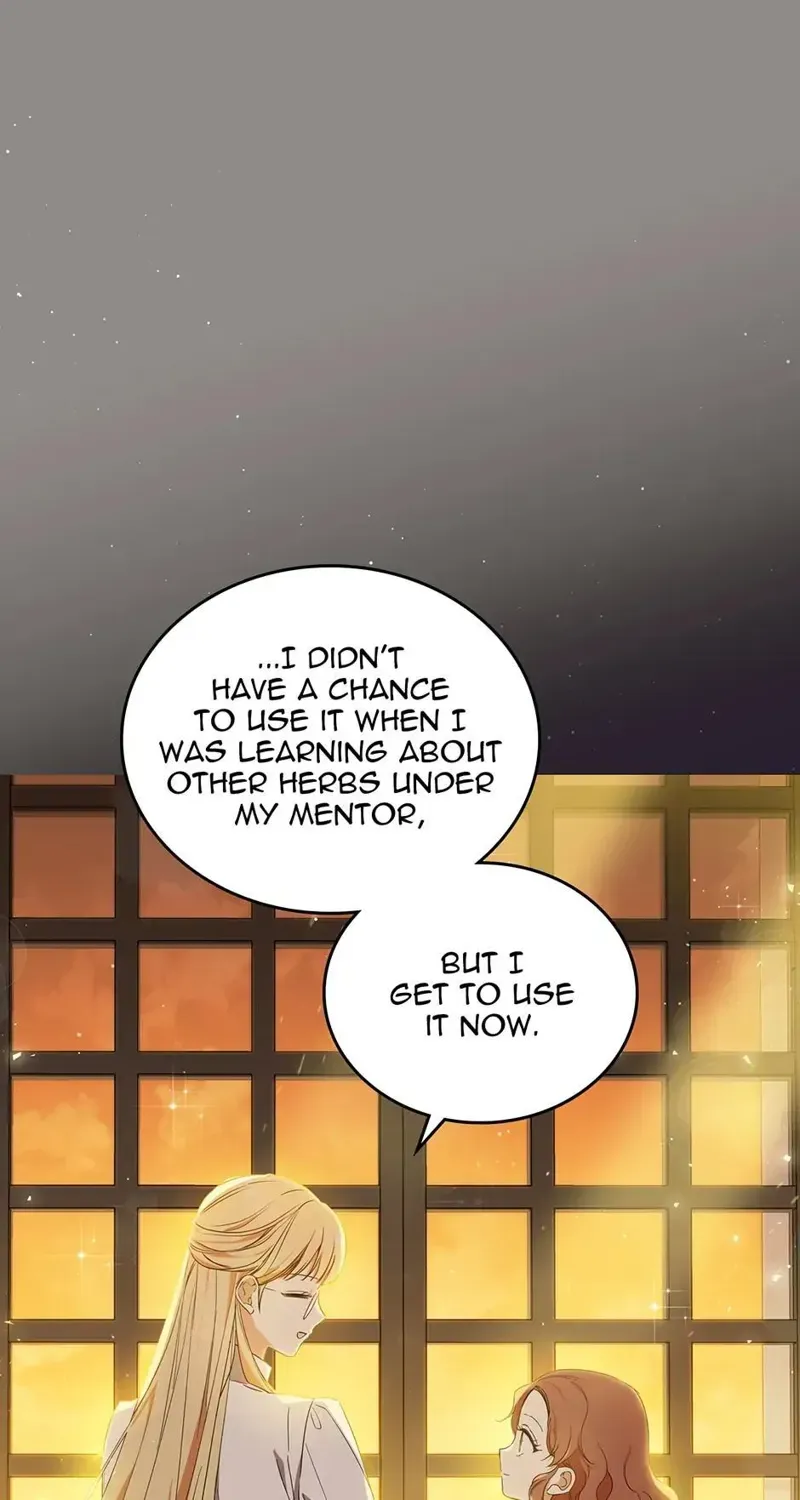 ...I DIDN'T
HAVE A CHANCE
TO USE IT WHEN I
WAS LEARNING ABOUT
OTHER HERBS UNDER
MY MENTOR,
BUT I
GET TO USE
IT NOW.